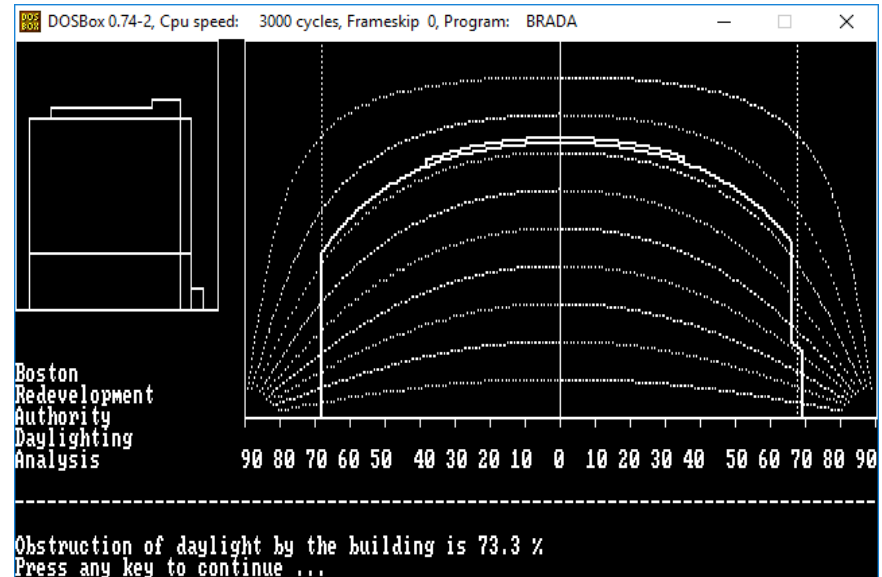 DOSBox 0.74-2, Cpu speed: 3000 cycles, Frameskip 0, Program: BRADA
Boston
Redevelopment
Authority
Daylighting
Analysis
90 80 70 60 50 40 30 20 10 0 10 20 30 40 50 60 70 80 90
Obstruction of daylight by the building is 73.3 %
Press any key to continue ...